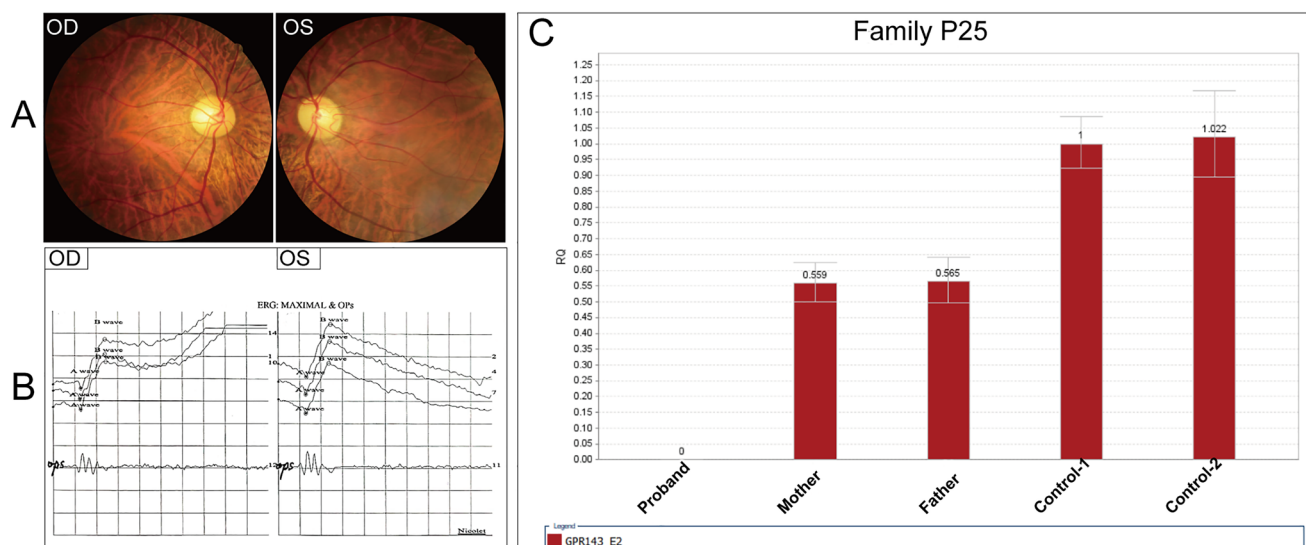 A
OD
OS
B
OD
OS
ERG: MAXIMAL & OPs
B wave
B wave
B wave
A wave
A wave
A wave
14
1
10
ops
12
B wave
B wave
B wave
A wave
A wave
A wave
2
4
7
ops
11
Nicolet
C
Family P25
RQ
1.25
1.20
1.15
1.10
1.05
1.00
0.95
0.90
0.85
0.80
0.75
0.70
0.65
0.60
0.55
0.50
0.45
0.40
0.35
0.30
0.25
0.20
0.15
0.10
0.05
0.00
0
0.559
0.565
1
1.022
Proband
Mother
Father
Control-1
Control-2
Legend
GPR143_E2